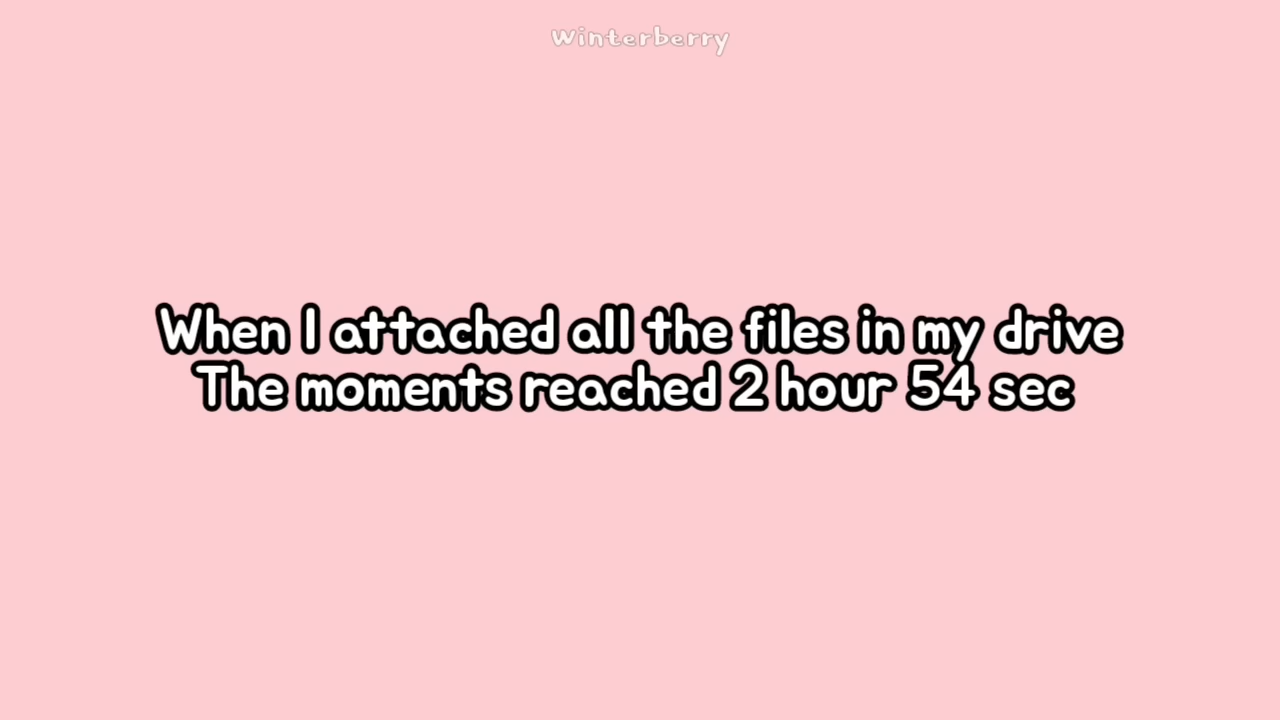 Winterberry
When I attached all the files in my drive
The moments reached 2 hour 54 sec